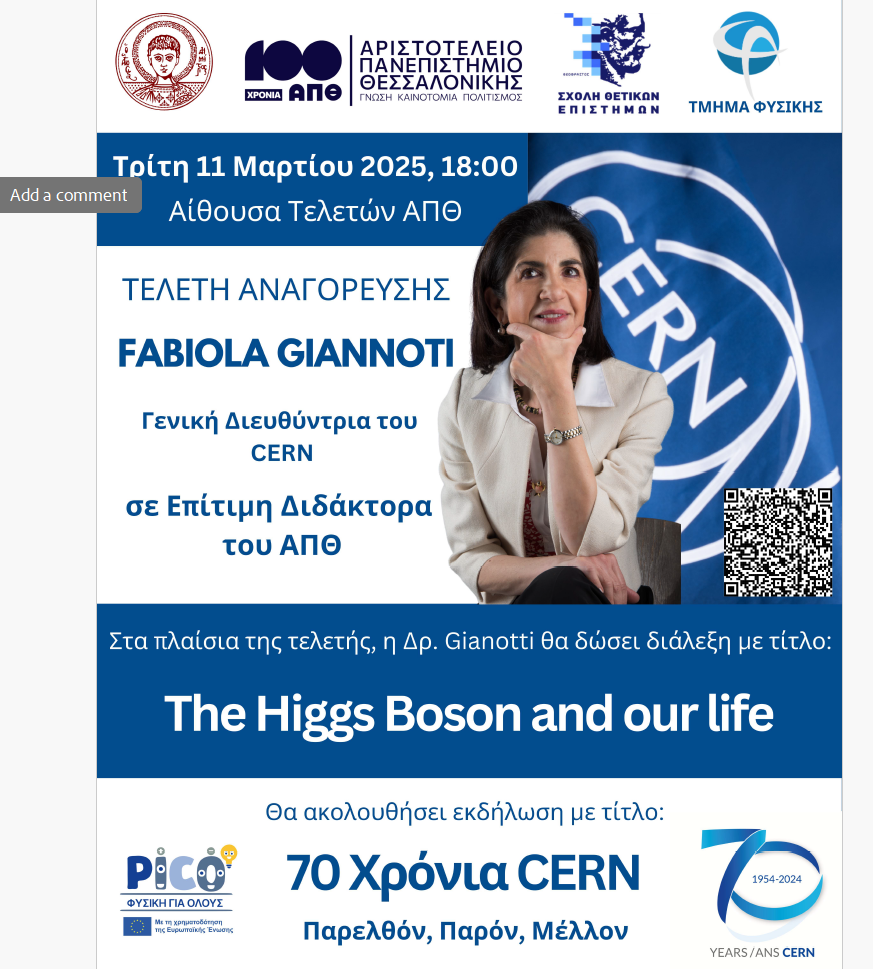 100
ΧΡΟΝΙΑ ΑΠΘ
ΑΡΙΣΤΟΤΕΛΕΙΟ
ΠΑΝΕΠΙΣΤΗΜΙΟ
ΘΕΣΣΑΛΟΝΙΚΗΣ
ΓΝΩΣΗ ΚΑΙΝΟΤΟΜΙΑ ΠΟΛΙΤΙΣΜΟΣ
ΣΧΟΛΗ ΘΕΤΙΚΩΝ
ΕΠΙΣΤΗΜΩΝ
ΤΜΗΜΑ ΦΥΣΙΚΗΣ
Τρίτη 11 Μαρτίου 2025, 18:00
Add a comment
Αίθουσα Τελετών ΑΠΘ
CERN
ΤΕΛΕΤΗ ΑΝΑΓΟΡΕΥΣΗΣ
FABIOLA GIANNOTI
Γενική Διευθύντρια του
CERN
σε Επίτιμη Διδάκτορα
του ΑΠΘ
Στα πλαίσια της τελετής, η Δρ. Gianotti θα δώσει διάλεξη με τίτλο:
The Higgs Boson and our life
Θα ακολουθήσει εκδήλωση με τίτλο:
70 Χρόνια CERN
Παρελθόν, Παρόν, Μέλλον
PiCO
ΦΥΣΙΚΗ ΓΙΑ ΟΛΟΥΣ
Με τη χρηματοδότηση
της Ευρωπαϊκής Ένωσης
70
1954-2024
YEARS/ANS CERN